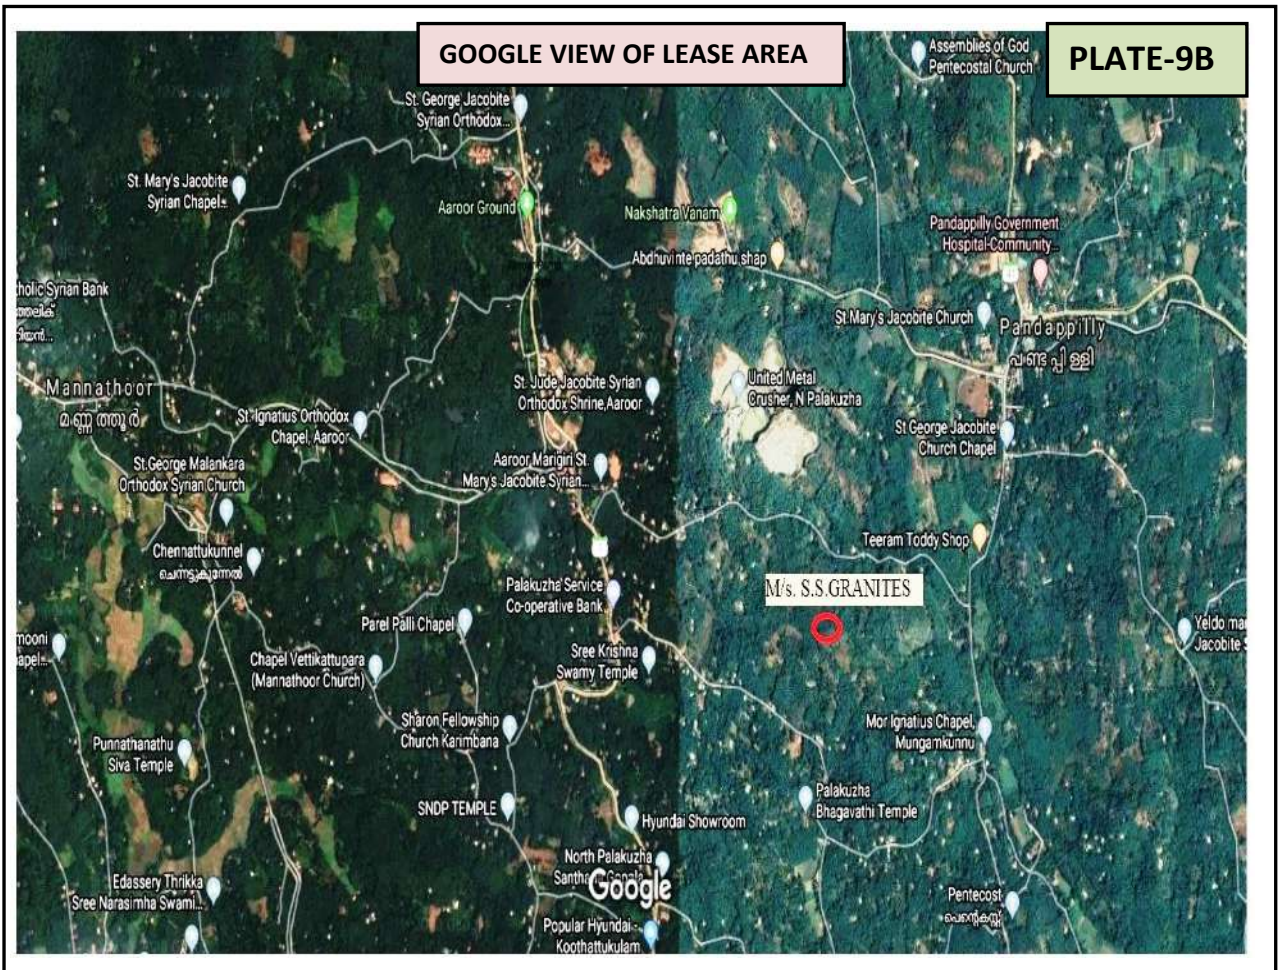 GOOGLE VIEW OF LEASE AREA
PLATE-9B
Assemblies of God
Pentecostal Church
St. George Jacobite
Syrian Orthodox...
St. Mary's Jacobite
Syrian Chapel...
Aaroor Ground
Nakshatra Vanam
Pandappilly Government
Hospital-Community...
Abdhuvinte padathu shap
tholic Syrian Bank
ത്തലിക്
റിയൻ...
St.Mary's Jacobite Church
Pandappilly
പണ്ടപ്പിള്ളി
Mannathoor
മണ്ണത്തൂർ
St. Jude Jacobite Syrian
Orthodox Shrine,Aaroor
United Metal
Crusher, N Palakuzha
St. Ignatius Orthodox
Chapel, Aaroor
St George Jacobite
Church Chapel
St.George Malankara
Orthodox Syrian Church
Aaroor Marigiri St.
Mary's Jacobite Syrian...
Chennattukunnel
ചെന്നട്ടുകുന്നേൽ
Teeram Toddy Shop
M/s. S.S.GRANITES
Palakuzha Service
Co-operative Bank
Parel Palli Chapel
mooni
apel...
Yeldo mar
Jacobite S
Chapel Vettikattupara
(Mannathoor Church)
Sree Krishna
Swamy Temple
Sharon Fellowship
Church Karimbana
Mor Ignatius Chapel,
Mungamkunnu
Punnathanathu
Siva Temple
SNDP TEMPLE
Hyundai Showroom
Palakuzha
Bhagavathi Temple
North Palakuzha
Google
Edassery Thrikka
Sree Narasimha Swami...
Pentecost
പെന്തെകസ്ത്
Popular Hyundai -
Koothattukulam